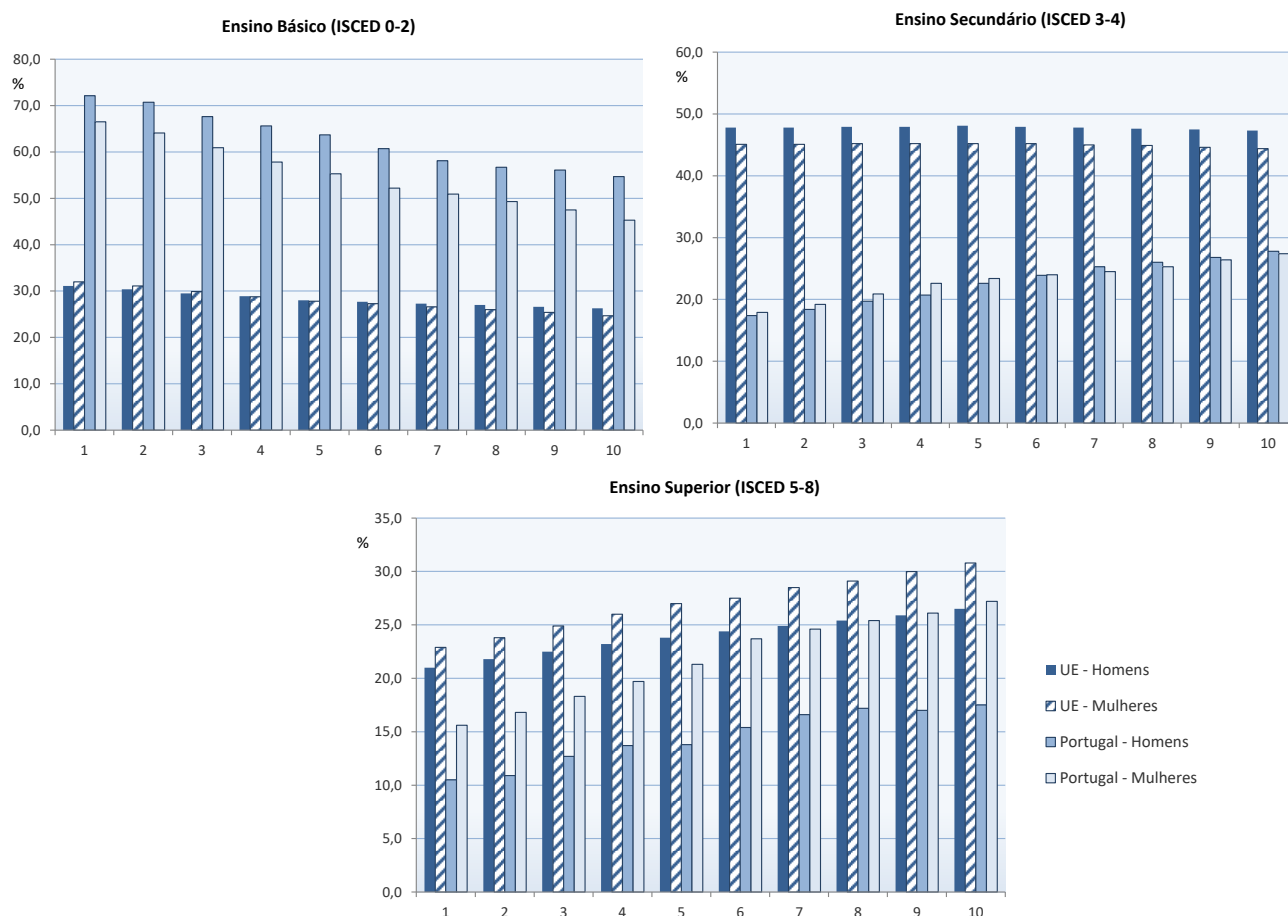 Ensino Básico (ISCED 0-2)
80,0
%
70,0
60,0
50,0
40,0
30,0
20,0
10,0
0,0
1 2 3 4 5 6 7 8 9 10
Ensino Secundário (ISCED 3-4)
60,0
%
50,0
40,0
30,0
20,0
10,0
0,0
1 2 3 4 5 6 7 8 9 10
Ensino Superior (ISCED 5-8)
35,0
%
30,0
25,0
20,0
15,0
10,0
5,0
0,0
1 2 3 4 5 6 7 8 9 10
UE - Homens
UE - Mulheres
Portugal - Homens
Portugal - Mulheres